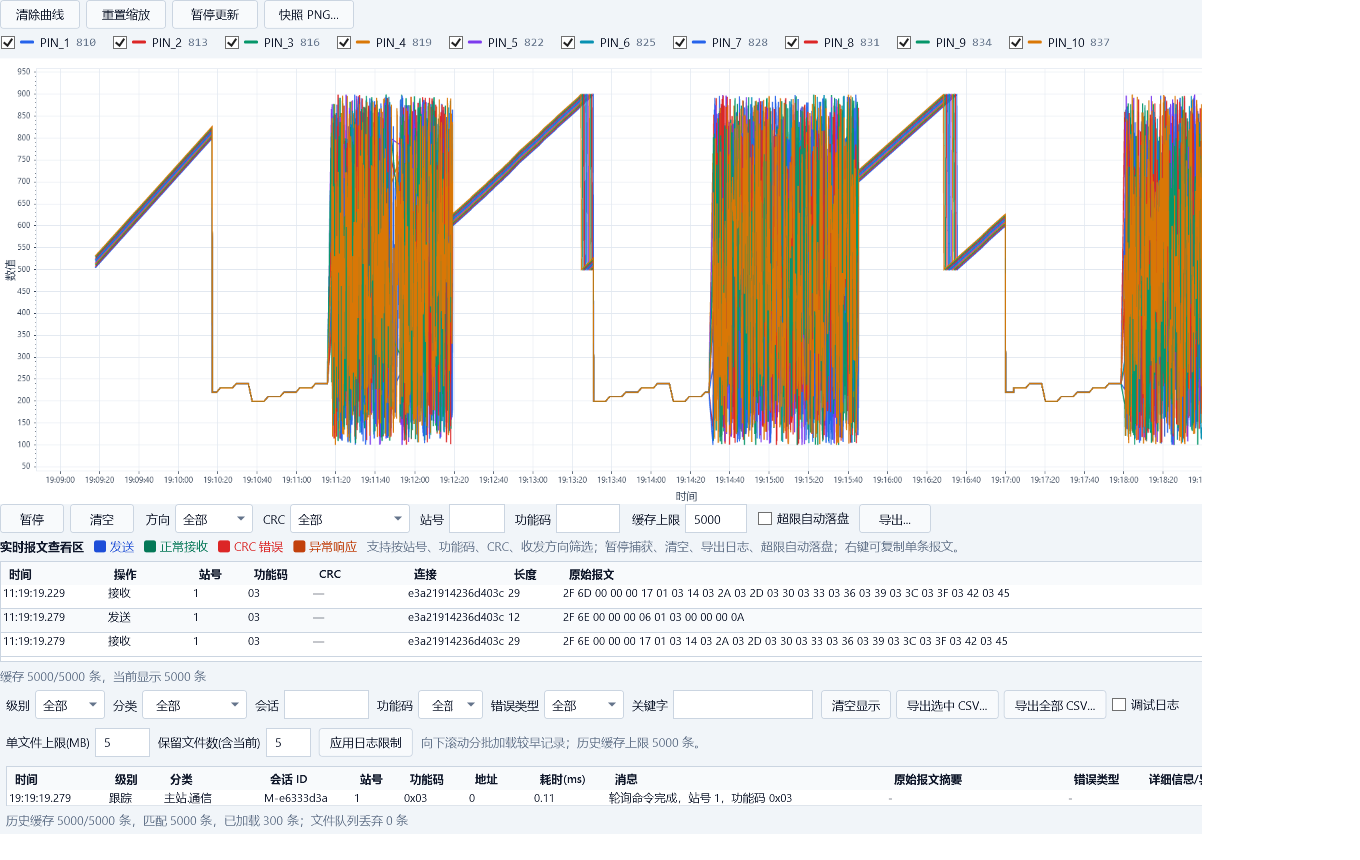 清除曲线 重置缩放 暂停更新 快照 PNG...
PIN_1 810 PIN_2 813 PIN_3 816 PIN_4 819 PIN_5 822 PIN_6 825 PIN_7 828 PIN_8 831 PIN_9 834 PIN_10 837
950
900
850
800
750
700
650
600
550
500
450
400
350
300
250
200
150
100
50
数值
19:09:00 19:09:20 19:09:40 19:10:00 19:10:20 19:10:40 19:11:00 19:11:20 19:11:40 19:12:00 19:12:20 19:12:40 19:13:00 19:13:20 19:13:40 19:14:00 19:14:20 19:14:40 19:15:00 19:15:20 19:15:40 19:16:00 19:16:20 19:16:40 19:17:00 19:17:20 19:17:40 19:18:00 19:18:20 19:1
时间
暂停 清空 方向 全部 CRC 全部 站号 功能码 缓存上限 5000 超限自动落盘 导出...
实时报文查看区 发送 正常接收 CRC 错误 异常响应 支持按站号、功能码、CRC、收发方向筛选；暂停捕获、清空、导出日志、超限自动落盘；右键可复制单条报文。
时间 操作 站号 功能码 CRC 连接 长度 原始报文
11:19:19.229 接收 1 03 — e3a21914236d403c 29 2F 6D 00 00 00 17 01 03 14 03 2A 03 2D 03 30 03 33 03 36 03 39 03 3C 03 3F 03 42 03 45
11:19:19.279 发送 1 03 — e3a21914236d403c 12 2F 6E 00 00 00 06 01 03 00 00 00 0A
11:19:19.279 接收 1 03 — e3a21914236d403c 29 2F 6E 00 00 00 17 01 03 14 03 2A 03 2D 03 30 03 33 03 36 03 39 03 3C 03 3F 03 42 03 45
缓存 5000/5000 条，当前显示 5000 条
级别 全部 分类 全部 会话 功能码 全部 错误类型 全部 关键字 清空显示 导出选中 CSV... 导出全部 CSV... 调试日志
单文件上限(MB) 5 保留文件数(含当前) 5 应用日志限制 向下滚动分批加载较早记录；历史缓存上限 5000 条。
时间 级别 分类 会话 ID 站号 功能码 地址 耗时(ms) 消息 原始报文摘要 错误类型 详细信息/
19:19:19.279 跟踪 主站通信 M-e6333d3a 1 0x03 0 0.11 轮询命令完成，站号 1，功能码 0x03 - -
历史缓存 5000/5000 条，匹配 5000 条，已加载 300 条；文件队列丢弃 0 条